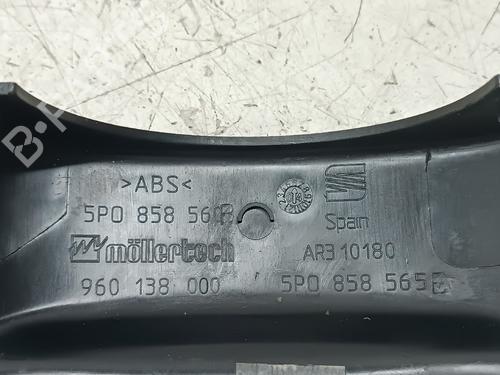 >ABS<
5P0 858 56
Spain
möllertech
AR3 10180
960 138 000
5P0 858 565